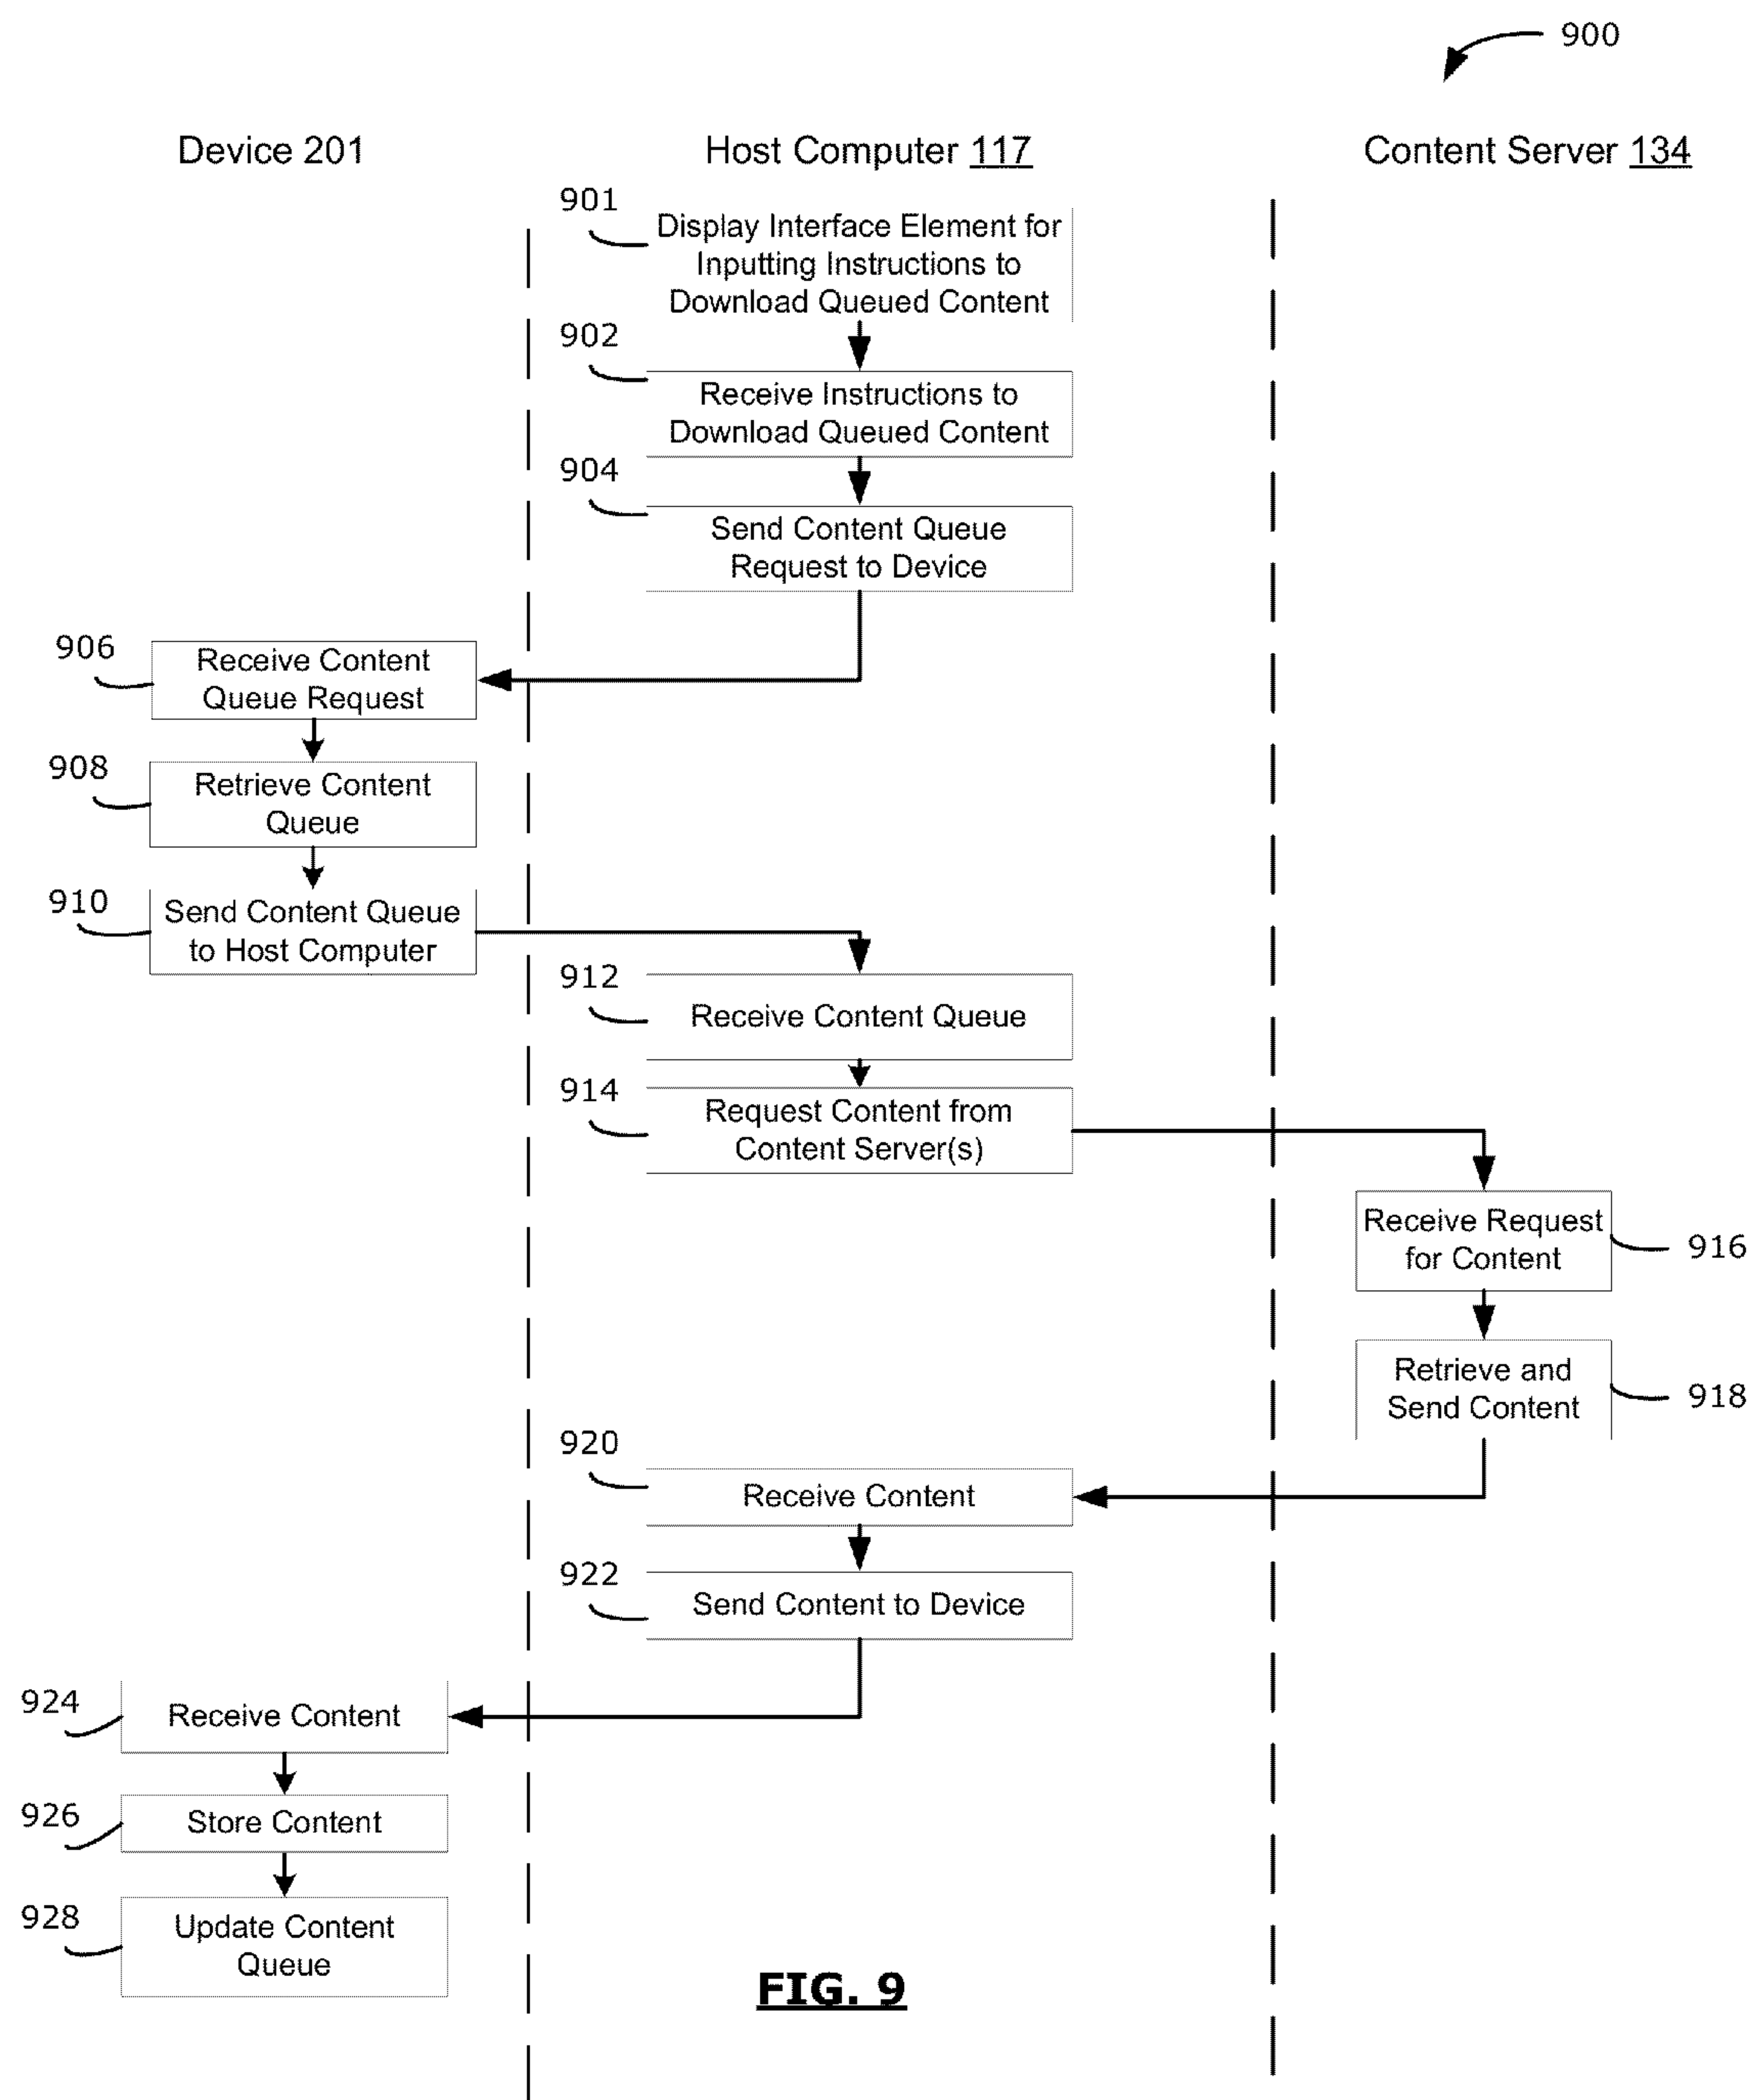 900
Device 201
Host Computer 117
Content Server 134
901
Display Interface Element for
Inputting Instructions to
Download Queued Content
902
Receive Instructions to
Download Queued Content
904
Send Content Queue
Request to Device
906
Receive Content
Queue Request
908
Retrieve Content
Queue
910
Send Content Queue
to Host Computer
912
Receive Content Queue
914
Request Content from
Content Server(s)
Receive Request
for Content
916
Retrieve and
Send Content
918
920
Receive Content
922
Send Content to Device
924
Receive Content
926
Store Content
928
Update Content
Queue
FIG. 9